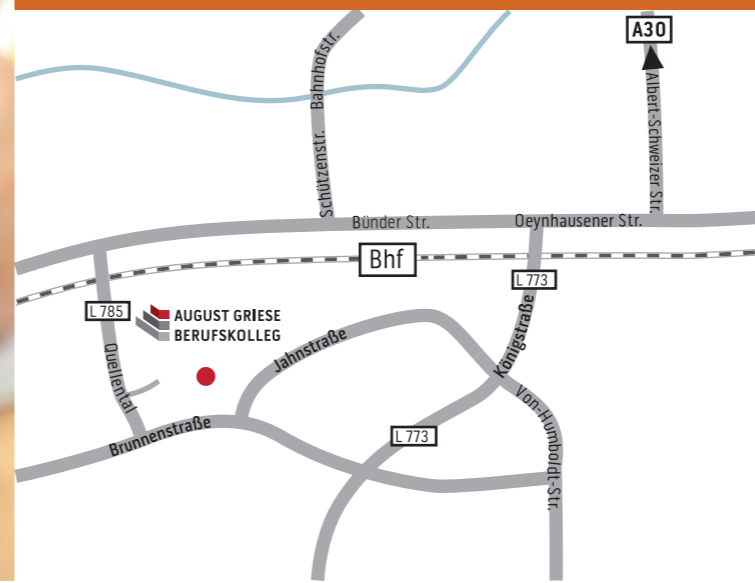 A30
Bahnhofstr.
Schützenstr.
Albert-Schweizer Str.
Bünder Str.
Oeynhausener Str.
Bhf
L 773
L 785
AUGUST GRIESE
BERUFSKOLLEG
Quellental
Jahnstraße
Königstraße
Von-Humboldt-Str.
Brunnenstraße
L 773